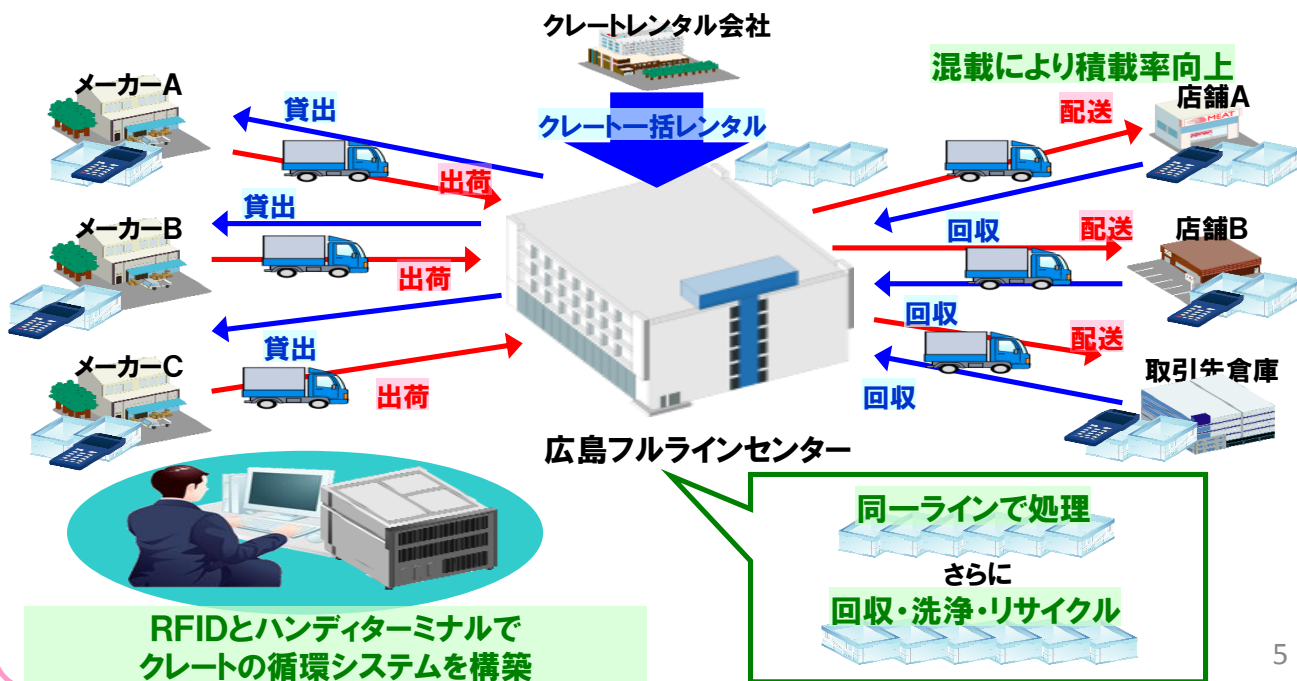 クレートレンタル会社
混載により積載率向上
メーカーA
貸出
クレート一括レンタル
配送
店舗A
MEAT
出荷
貸出
メーカーB
回収
配送
店舗B
出荷
回収
貸出
配送
メーカーC
出荷
回収
取引先倉庫
広島フルラインセンター
同一ラインで処理
さらに
回収・洗浄・リサイクル
RFIDとハンディターミナルで
クレートの循環システムを構築
5